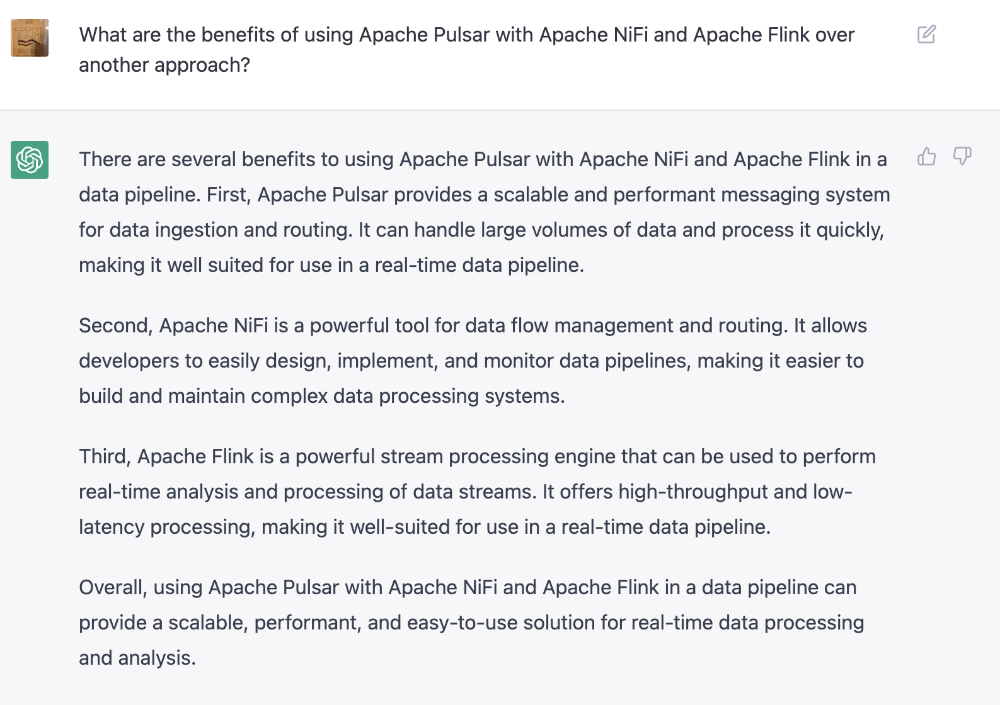 What are the benefits of using Apache Pulsar with Apache NiFi and Apache Flink over
another approach?
There are several benefits to using Apache Pulsar with Apache NiFi and Apache Flink in a
data pipeline. First, Apache Pulsar provides a scalable and performant messaging system
for data ingestion and routing. It can handle large volumes of data and process it quickly,
making it well suited for use in a real-time data pipeline.
Second, Apache NiFi is a powerful tool for data flow management and routing. It allows
developers to easily design, implement, and monitor data pipelines, making it easier to
build and maintain complex data processing systems.
Third, Apache Flink is a powerful stream processing engine that can be used to perform
real-time analysis and processing of data streams. It offers high-throughput and low-
latency processing, making it well-suited for use in a real-time data pipeline.
Overall, using Apache Pulsar with Apache NiFi and Apache Flink in a data pipeline can
provide a scalable, performant, and easy-to-use solution for real-time data processing
and analysis.